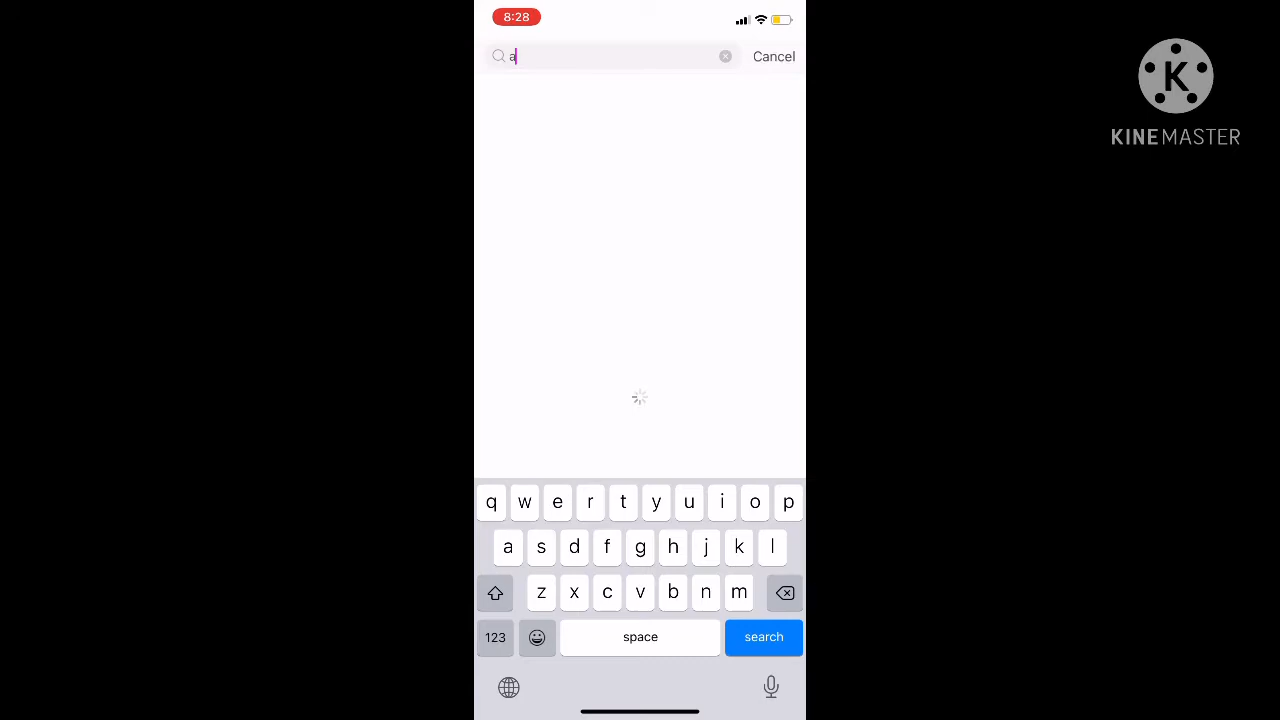 8:28
a
Cancel
K
KINEMASTER
q w e r t y u i o p
a s d f g h j k l
z x c v b n m
123
space
search